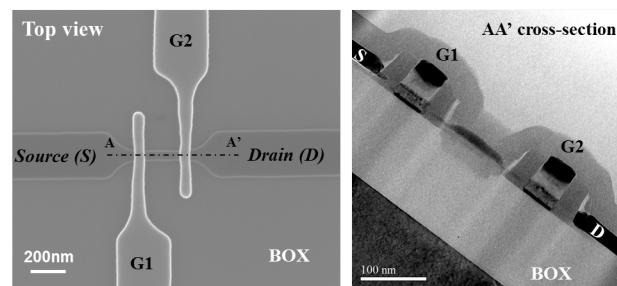 Top view
G2
A
A'
Source (S)
Drain (D)
200nm
G1
BOX
AA' cross-section
G1
S
G2
D
100 nm
BOX